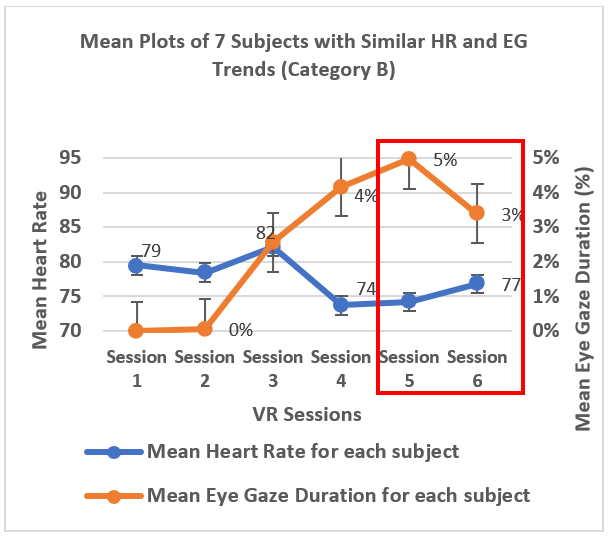 Mean Plots of 7 Subjects with Similar HR and EG
Trends (Category B)
95
90
85
80
75
70
Mean Heart Rate
79
82
74
77
0%
4%
5%
3%
5%
4%
3%
2%
1%
0%
Mean Eye Gaze Duration (%)
Session 1
Session 2
Session 3
Session 4
Session 5
Session 6
VR Sessions
Mean Heart Rate for each subject
Mean Eye Gaze Duration for each subject